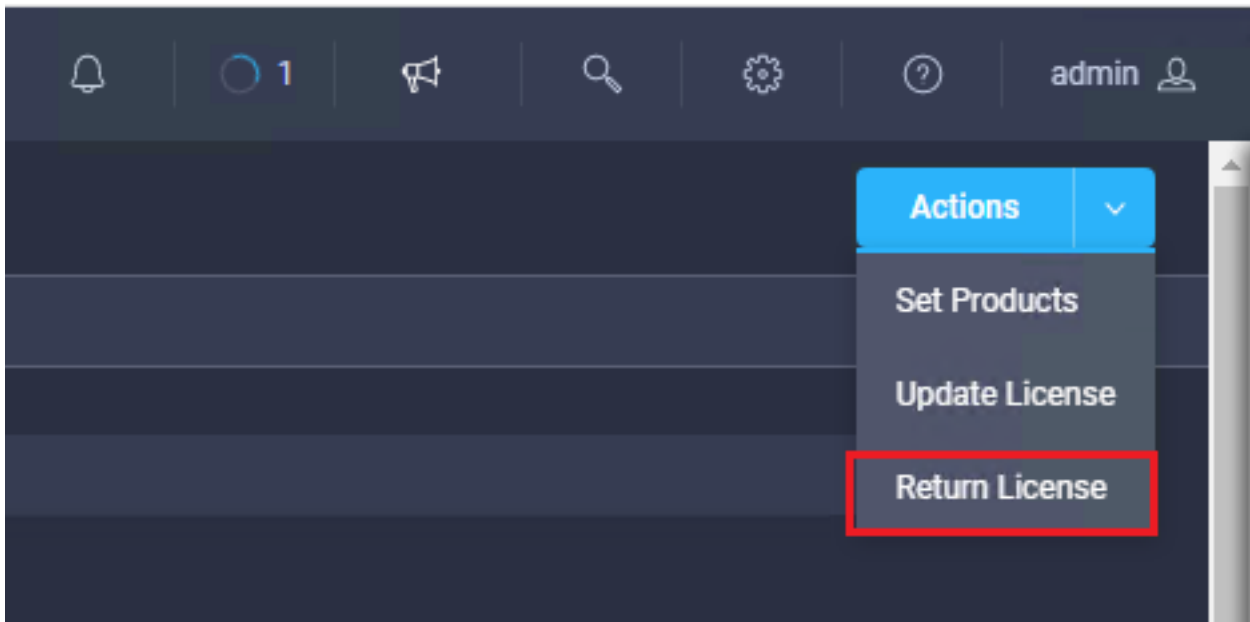 1
admin
Actions
Set Products
Update License
Return License